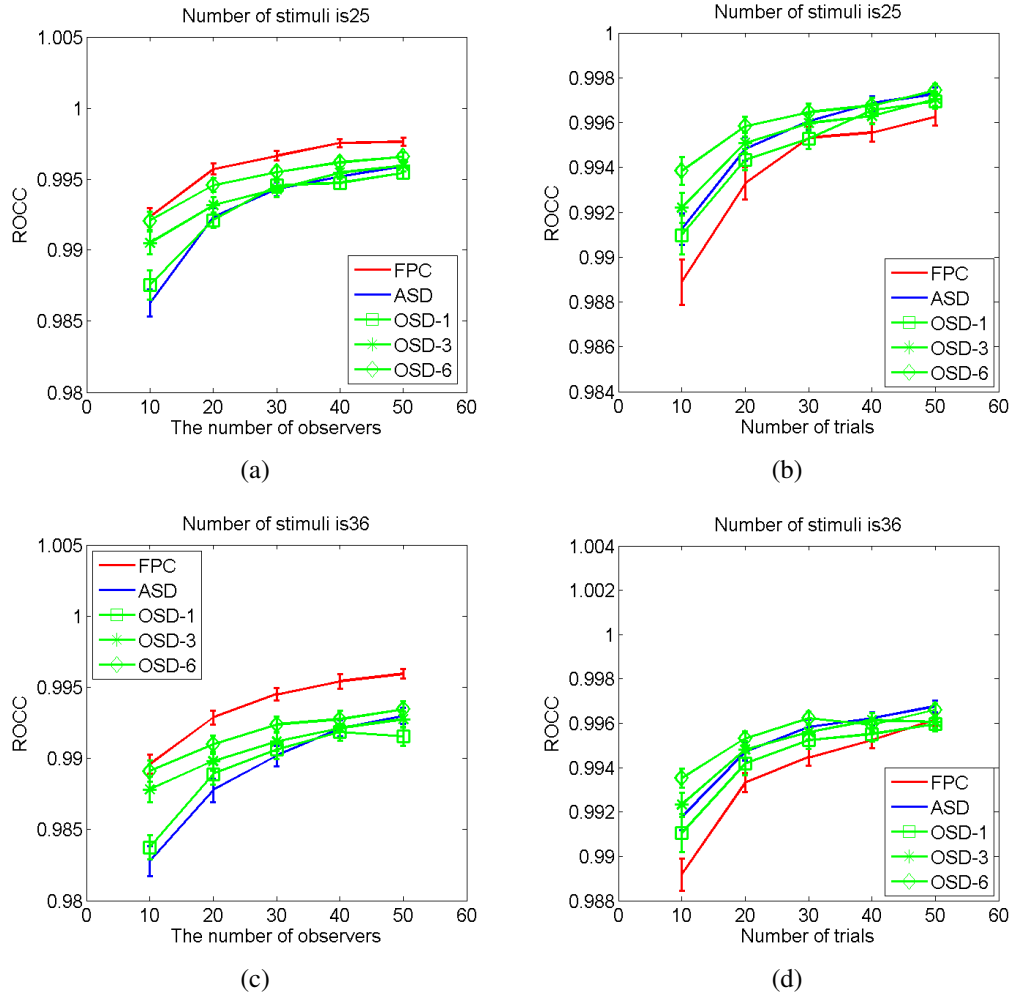 Number of stimuli is25
1.005
1
0.995
0.99
0.985
0.98
ROCC
FPC
ASD
OSD-1
OSD-3
OSD-6
0 10 20 30 40 50 60
The number of observers
(a)
Number of stimuli is25
1
0.998
0.996
0.994
0.992
0.99
0.988
0.986
0.984
ROCC
FPC
ASD
OSD-1
OSD-3
OSD-6
0 10 20 30 40 50 60
Number of trials
(b)
Number of stimuli is36
1.005
1
0.995
0.99
0.985
0.98
ROCC
FPC
ASD
OSD-1
OSD-3
OSD-6
0 10 20 30 40 50 60
The number of observers
(c)
Number of stimuli is36
1.004
1.002
1
0.998
0.996
0.994
0.992
0.99
0.988
ROCC
FPC
ASD
OSD-1
OSD-3
OSD-6
0 10 20 30 40 50 60
Number of trials
(d)